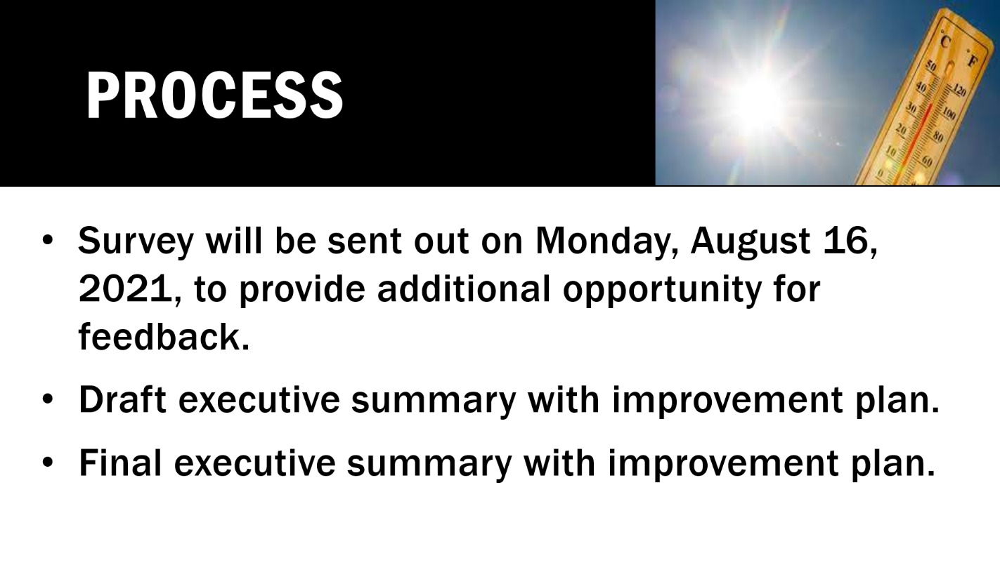 PROCESS
°C °F
50
40 120
30 100
20 80
10 60
0
• Survey will be sent out on Monday, August 16,
2021, to provide additional opportunity for
feedback.
• Draft executive summary with improvement plan.
• Final executive summary with improvement plan.